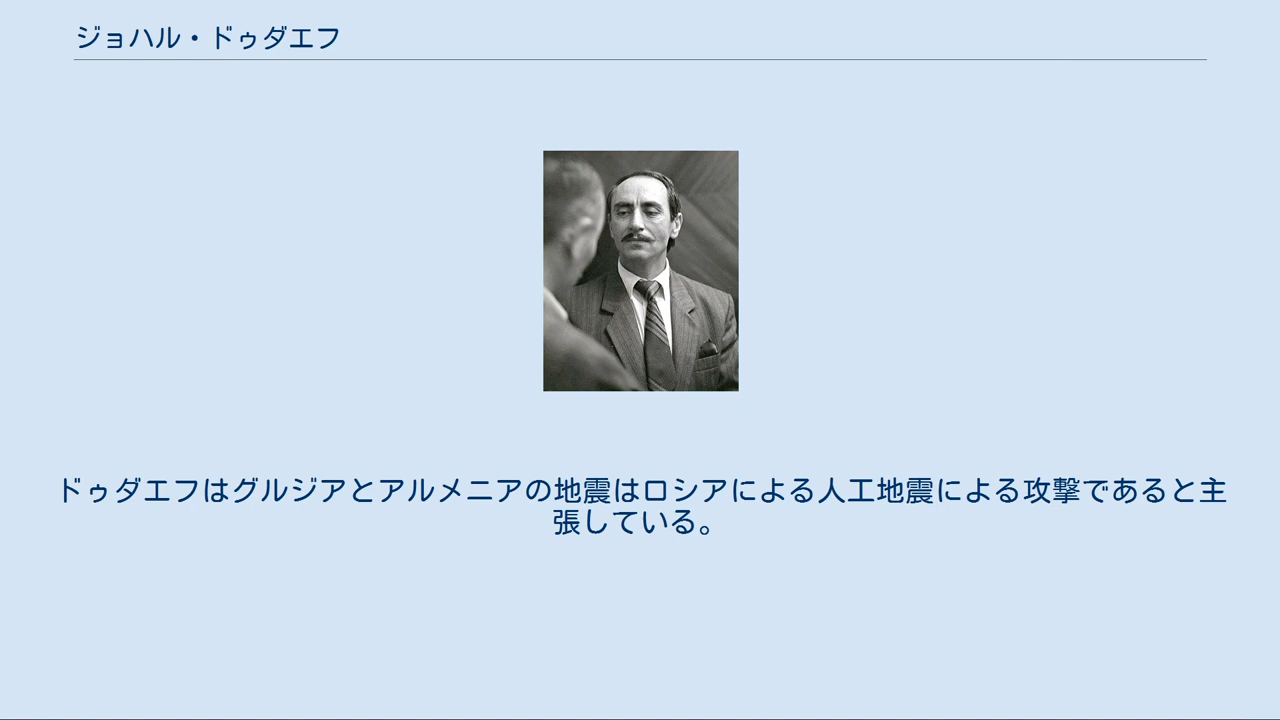 ジョハル・ドゥダエフ
ドゥダエフはグルジアとアルメニアの地震はロシアによる人工地震による攻撃であると主
張している。